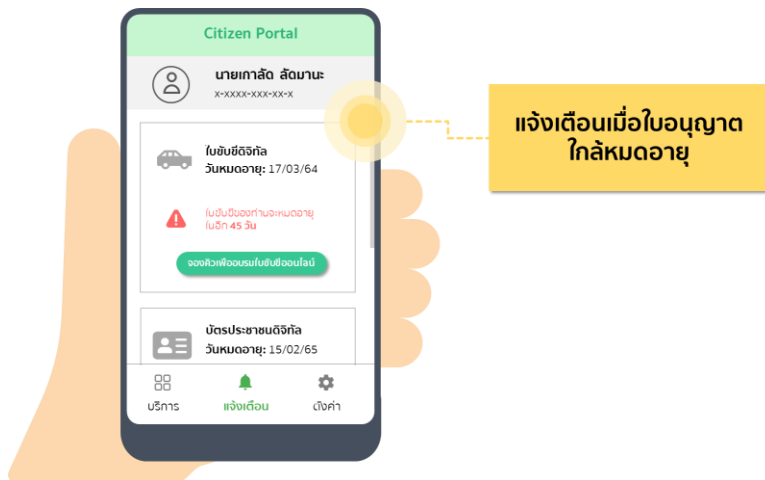 Citizen Portal
นายเกาลัด ลัดมานะ
x-xxxx-xxx-xx-x
แจ้งเตือนเมื่อใบอนุญาต
ใกล้หมดอายุ
ใบขับขี่ดิจิทัล
วันหมดอายุ: 17/03/64
ใบขับขี่ของท่านจะหมดอายุ
ในอีก 45 วัน
จองคิวเพื่ออบรมใบขับขี่ออนไลน์
บัตรประชาชนดิจิทัล
วันหมดอายุ: 15/02/65
บริการ
แจ้งเตือน
ตั้งค่า